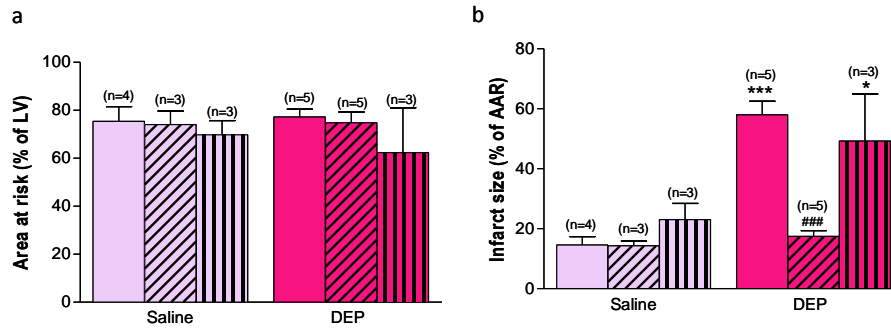 a
Area at risk (% of LV)
100
80
60
40
20
0
(n=4)
(n=3)
(n=3)
(n=5)
(n=5)
(n=3)
Saline
DEP
b
Infarct size (% of AAR)
80
60
40
20
0
(n=4)
(n=3)
(n=3)
(n=5)
***
(n=5)
###
(n=3)
*
Saline
DEP